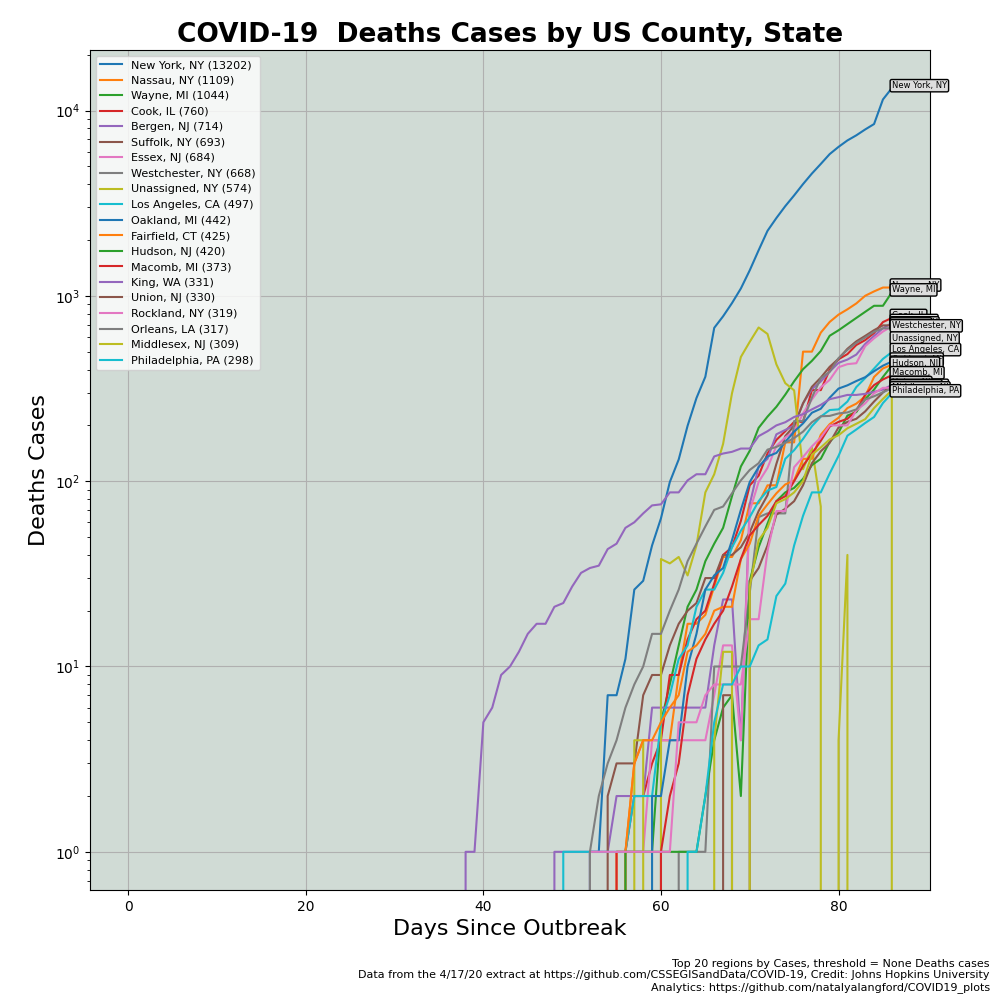 COVID-19  Deaths Cases by US County, State
New York, NY (13202)
Nassau, NY (1109)
Wayne, MI (1044)
Cook, IL (760)
Bergen, NJ (714)
Suffolk, NY (693)
Essex, NJ (684)
Westchester, NY (668)
Unassigned, NY (574)
Los Angeles, CA (497)
Oakland, MI (442)
Fairfield, CT (425)
Hudson, NJ (420)
Macomb, MI (373)
King, WA (331)
Union, NJ (330)
Rockland, NY (319)
Orleans, LA (317)
Middlesex, NJ (309)
Philadelphia, PA (298)
New York, NY
Wayne, MI
Westchester, NY
Unassigned, NY
Los Angeles, CA
Hudson, NJ
Macomb, MI
Philadelphia, PA
Deaths Cases
10⁴
10³
10²
10¹
10⁰
0 20 40 60 80
Days Since Outbreak
Top 20 regions by Cases, threshold = None Deaths cases
Data from the 4/17/20 extract at https://github.com/CSSEGISandData/COVID-19, Credit: Johns Hopkins University
Analytics: https://github.com/natalyalangford/COVID19_plots